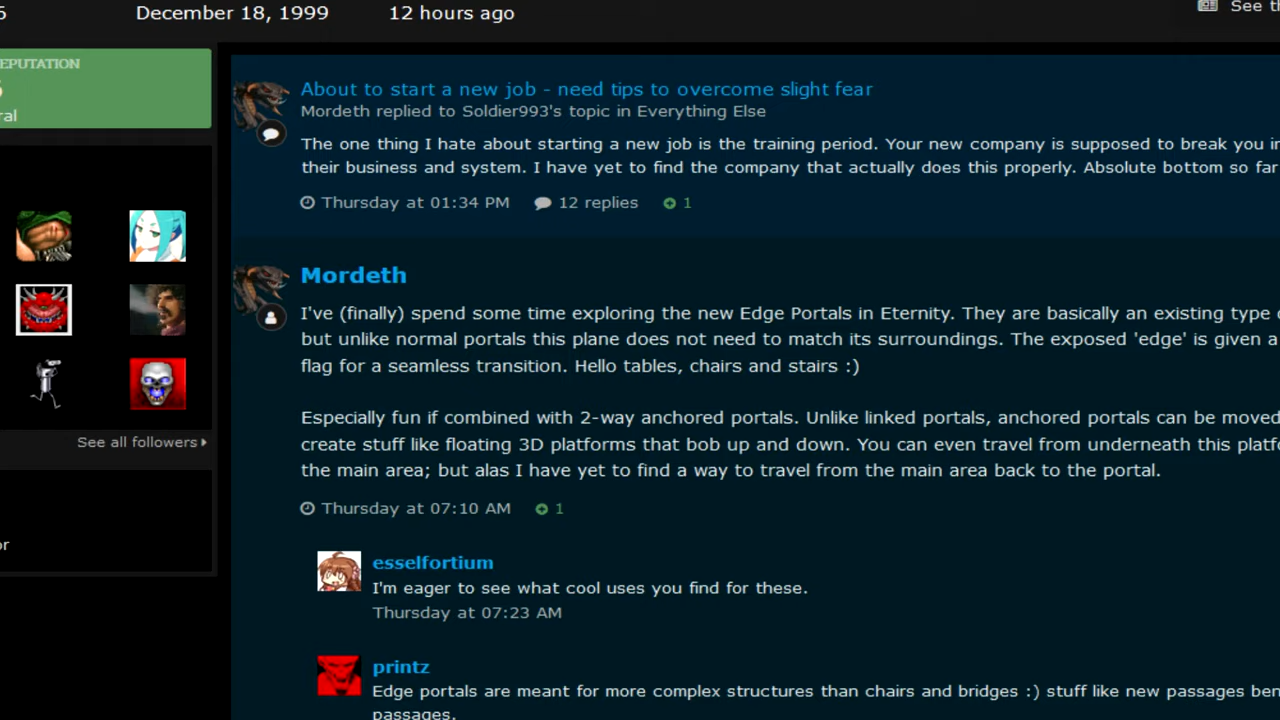 December 18, 1999 12 hours ago
See
EPUTATION
About to start a new job - need tips to overcome slight fear
Mordeth replied to Soldier993's topic in Everything Else
The one thing I hate about starting a new job is the training period. Your new company is supposed to break you in
their business and system. I have yet to find the company that actually does this properly. Absolute bottom so far
Thursday at 01:34 PM 12 replies 1
Mordeth
I've (finally) spend some time exploring the new Edge Portals in Eternity. They are basically an existing type
but unlike normal portals this plane does not need to match its surroundings. The exposed 'edge' is given a
flag for a seamless transition. Hello tables, chairs and stairs :)
Especially fun if combined with 2-way anchored portals. Unlike linked portals, anchored portals can be moved
create stuff like floating 3D platforms that bob up and down. You can even travel from underneath this platf
the main area; but alas I have yet to find a way to travel from the main area back to the portal.
See all followers
Thursday at 07:10 AM 1
or
esselfortium
I'm eager to see what cool uses you find for these.
Thursday at 07:23 AM
printz
Edge portals are meant for more complex structures than chairs and bridges :) stuff like new passages
passages.